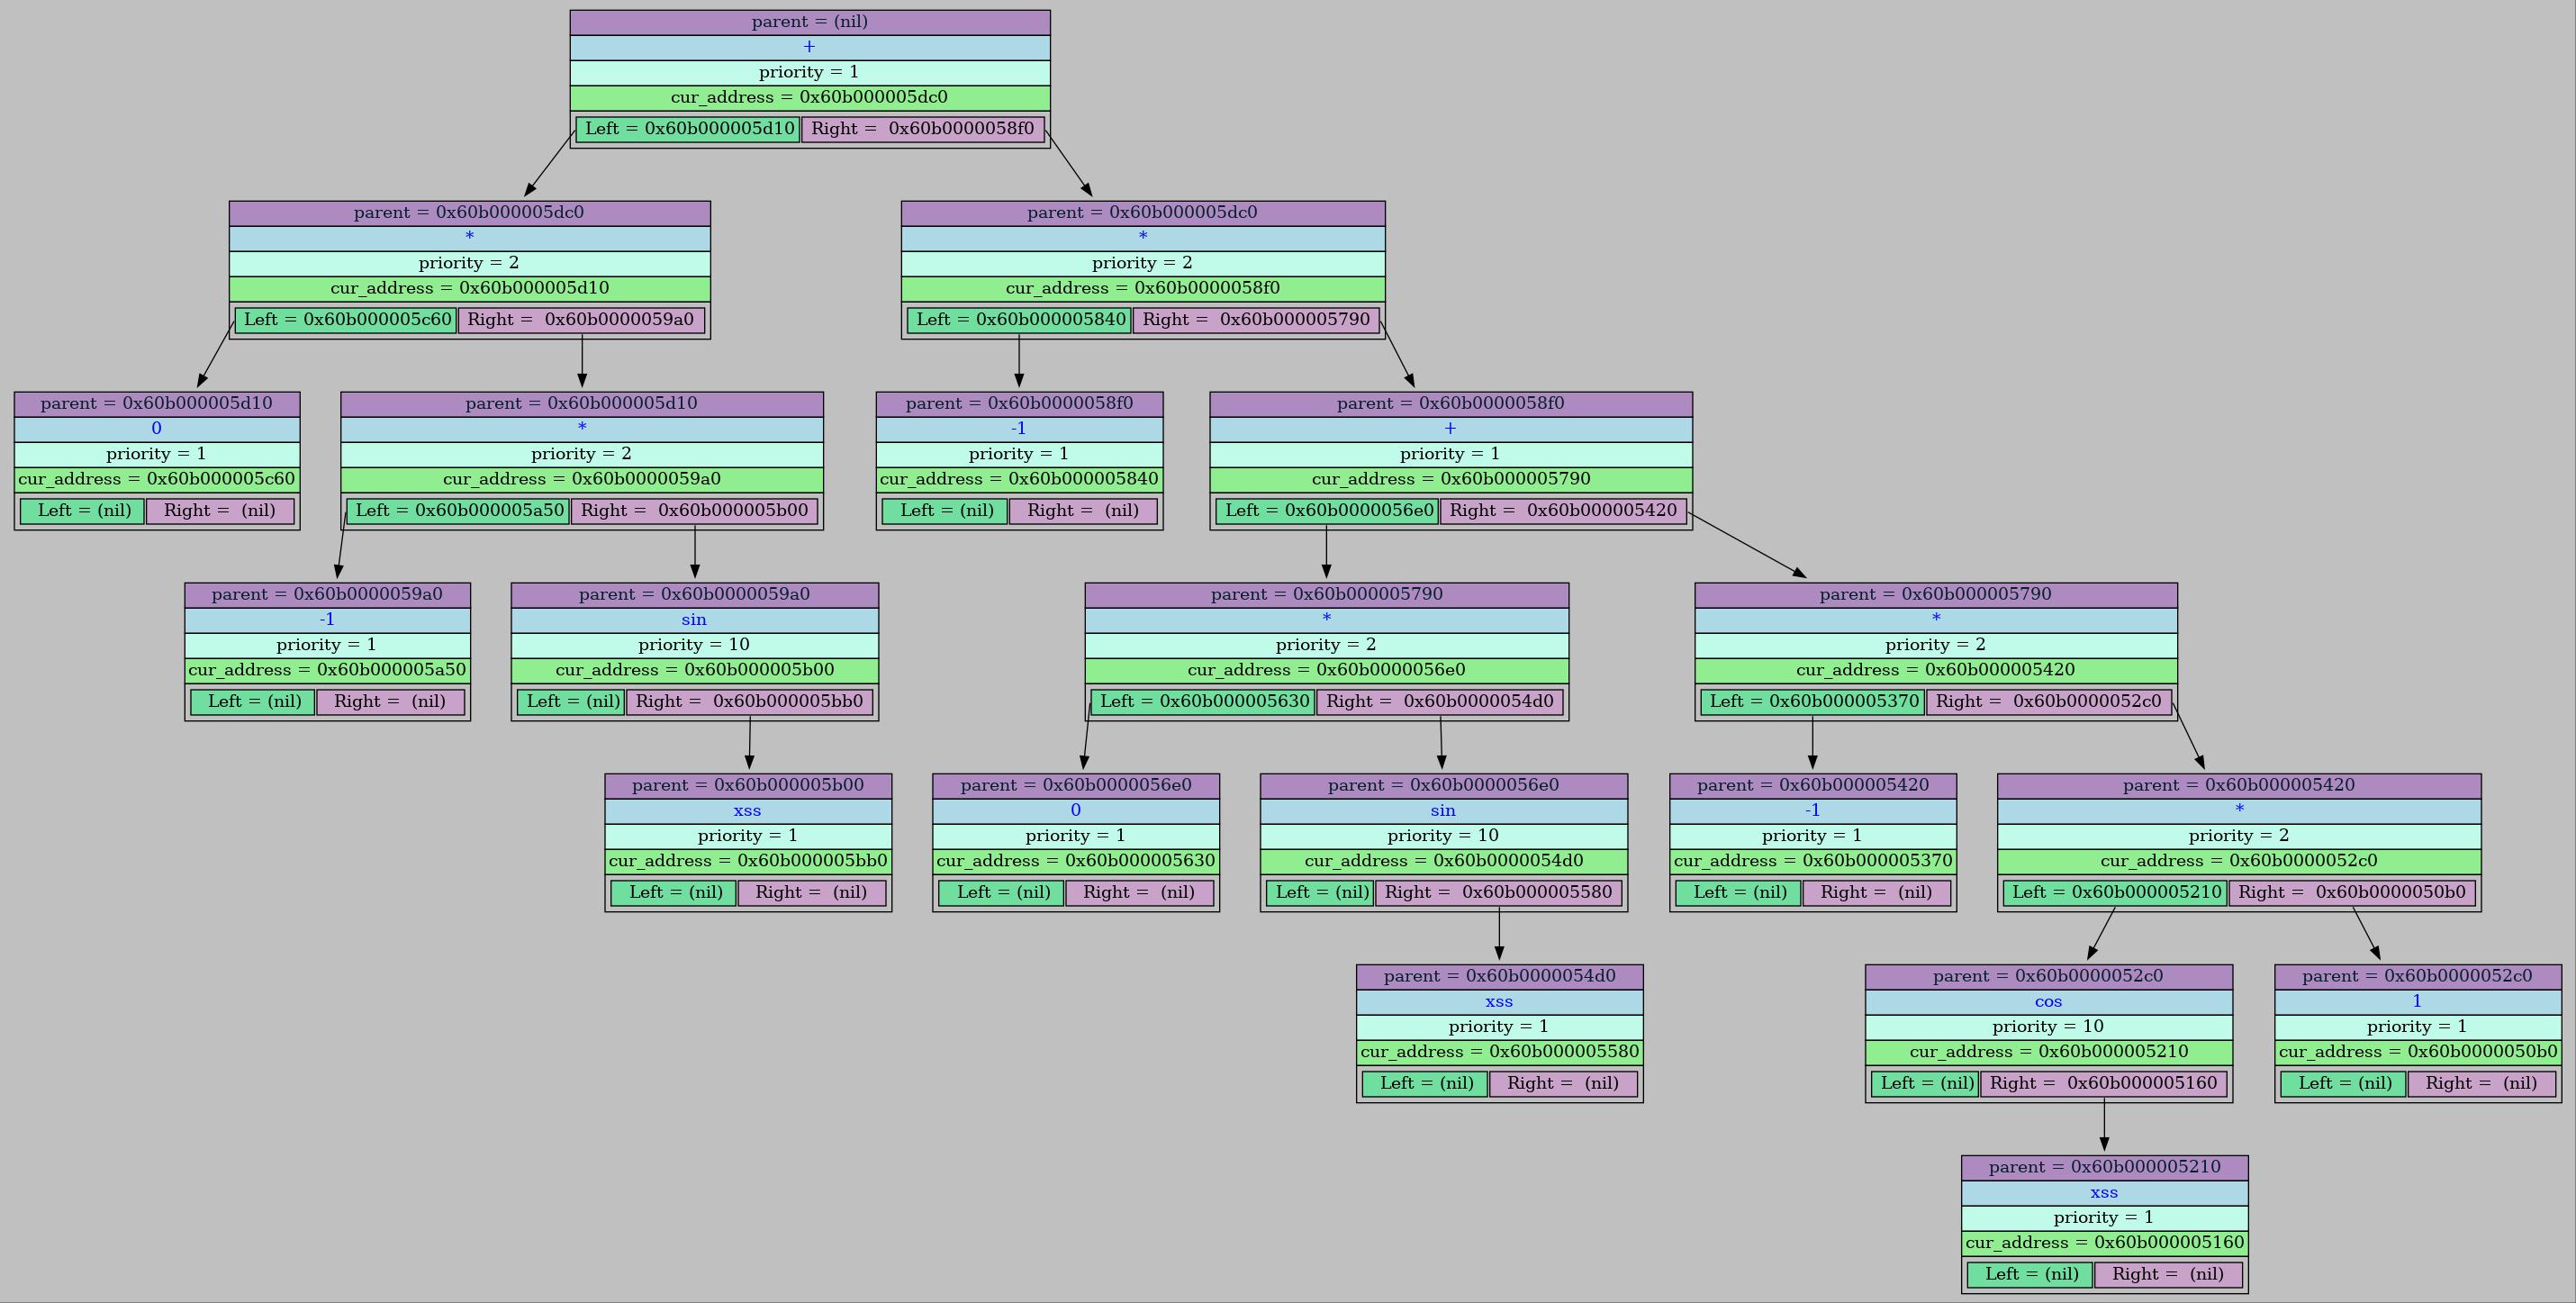 parent = (nil)
+
priority = 1
cur_address = 0x60b000005dc0
Left = 0x60b000005d10 Right = 0x60b0000058f0
parent = 0x60b000005dc0
*
priority = 2
cur_address = 0x60b000005d10
Left = 0x60b000005c60 Right = 0x60b0000059a0
parent = 0x60b000005dc0
*
priority = 2
cur_address = 0x60b0000058f0
Left = 0x60b000005840 Right = 0x60b000005790
parent = 0x60b000005d10
0
priority = 1
cur_address = 0x60b000005c60
Left = (nil) Right = (nil)
parent = 0x60b000005d10
*
priority = 2
cur_address = 0x60b0000059a0
Left = 0x60b000005a50 Right = 0x60b000005b00
parent = 0x60b0000058f0
-1
priority = 1
cur_address = 0x60b000005840
Left = (nil) Right = (nil)
parent = 0x60b0000058f0
+
priority = 1
cur_address = 0x60b000005790
Left = 0x60b0000056e0 Right = 0x60b000005420
parent = 0x60b0000059a0
-1
priority = 1
cur_address = 0x60b000005a50
Left = (nil) Right = (nil)
parent = 0x60b0000059a0
sin
priority = 10
cur_address = 0x60b000005b00
Left = (nil) Right = 0x60b000005bb0
parent = 0x60b000005790
*
priority = 2
cur_address = 0x60b0000056e0
Left = 0x60b000005630 Right = 0x60b0000054d0
parent = 0x60b000005790
*
priority = 2
cur_address = 0x60b000005420
Left = 0x60b000005370 Right = 0x60b0000052c0
parent = 0x60b000005b00
xss
priority = 1
cur_address = 0x60b000005bb0
Left = (nil) Right = (nil)
parent = 0x60b0000056e0
0
priority = 1
cur_address = 0x60b000005630
Left = (nil) Right = (nil)
parent = 0x60b0000056e0
sin
priority = 10
cur_address = 0x60b0000054d0
Left = (nil) Right = 0x60b000005580
parent = 0x60b000005420
-1
priority = 1
cur_address = 0x60b000005370
Left = (nil) Right = (nil)
parent = 0x60b000005420
*
priority = 2
cur_address = 0x60b0000052c0
Left = 0x60b000005210 Right = 0x60b0000050b0
parent = 0x60b0000054d0
xss
priority = 1
cur_address = 0x60b000005580
Left = (nil) Right = (nil)
parent = 0x60b0000052c0
cos
priority = 10
cur_address = 0x60b000005210
Left = (nil) Right = 0x60b000005160
parent = 0x60b0000052c0
1
priority = 1
cur_address = 0x60b0000050b0
Left = (nil) Right = (nil)
parent = 0x60b000005210
xss
priority = 1
cur_address = 0x60b000005160
Left = (nil) Right = (nil)